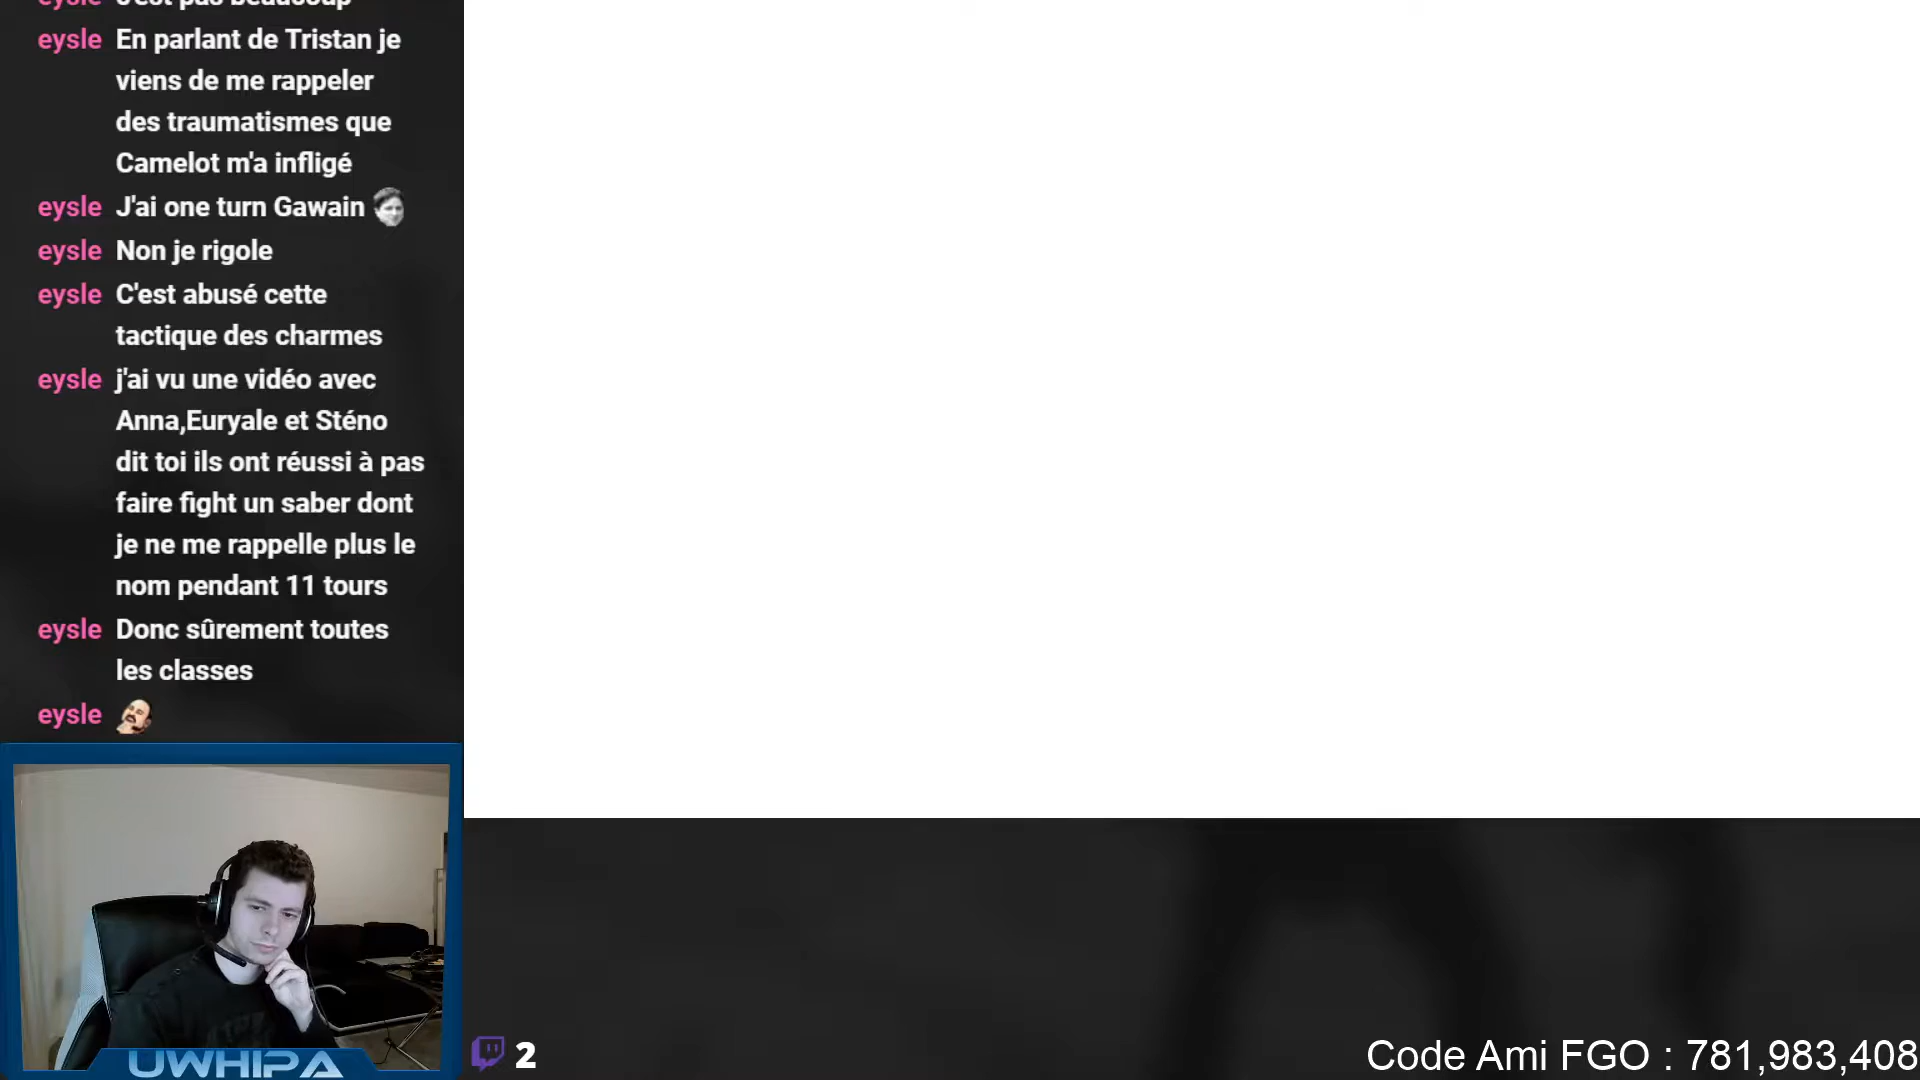 eysle J'est pas beaucoup
eysle En parlant de Tristan je
viens de me rappeler
des traumatismes que
Camelot m'a infligé
eysle J'ai one turn Gawain
eysle Non je rigole
eysle C'est abusé cette
tactique des charmes
eysle j'ai vu une vidéo avec
Anna,Euryale et Sténo
dit toi ils ont réussi à pas
faire fight un saber dont
je ne me rappelle plus le
nom pendant 11 tours
eysle Donc sûrement toutes
les classes
eysle
UWHIPA
2
Code Ami FGO : 781,983,408